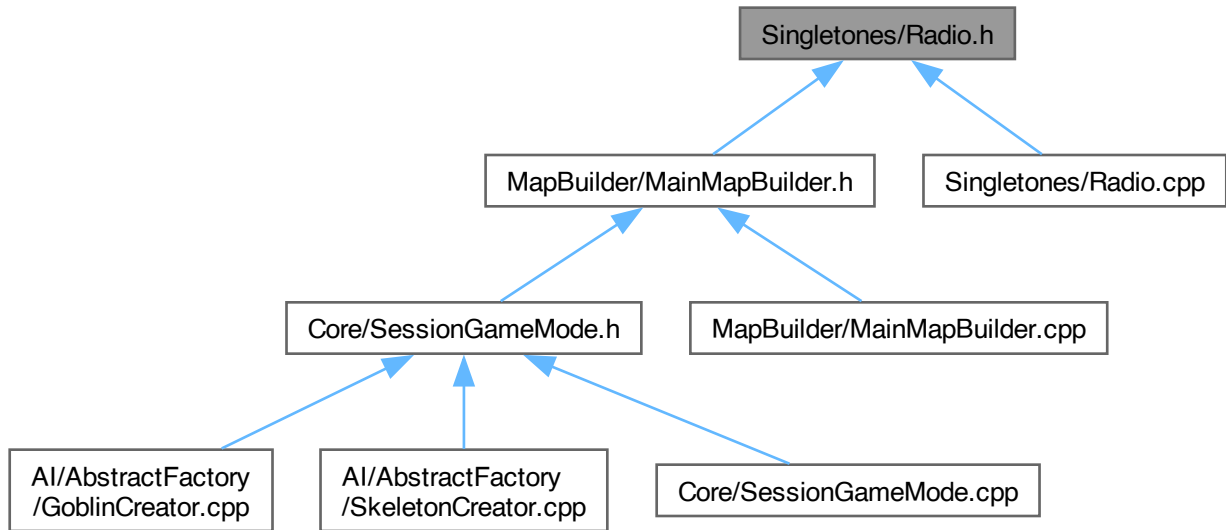 Singletones/Radio.h
MapBuilder/MainMapBuilder.h
Singletones/Radio.cpp
Core/SessionGameMode.h
MapBuilder/MainMapBuilder.cpp
AI/AbstractFactory
/GoblinCreator.cpp
AI/AbstractFactory
/SkeletonCreator.cpp
Core/SessionGameMode.cpp